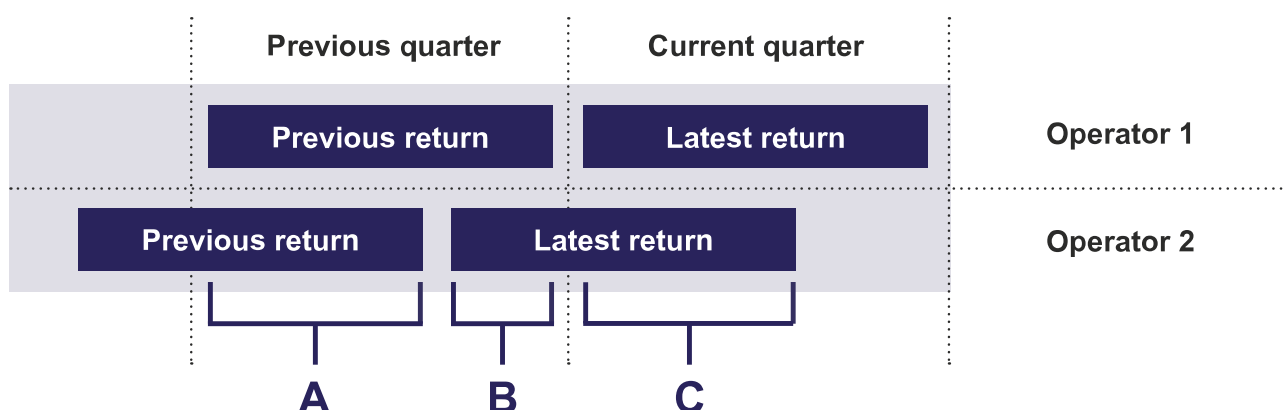 Previous quarter Current quarter
Previous return Latest return Operator 1
Previous return Latest return Operator 2
A B C